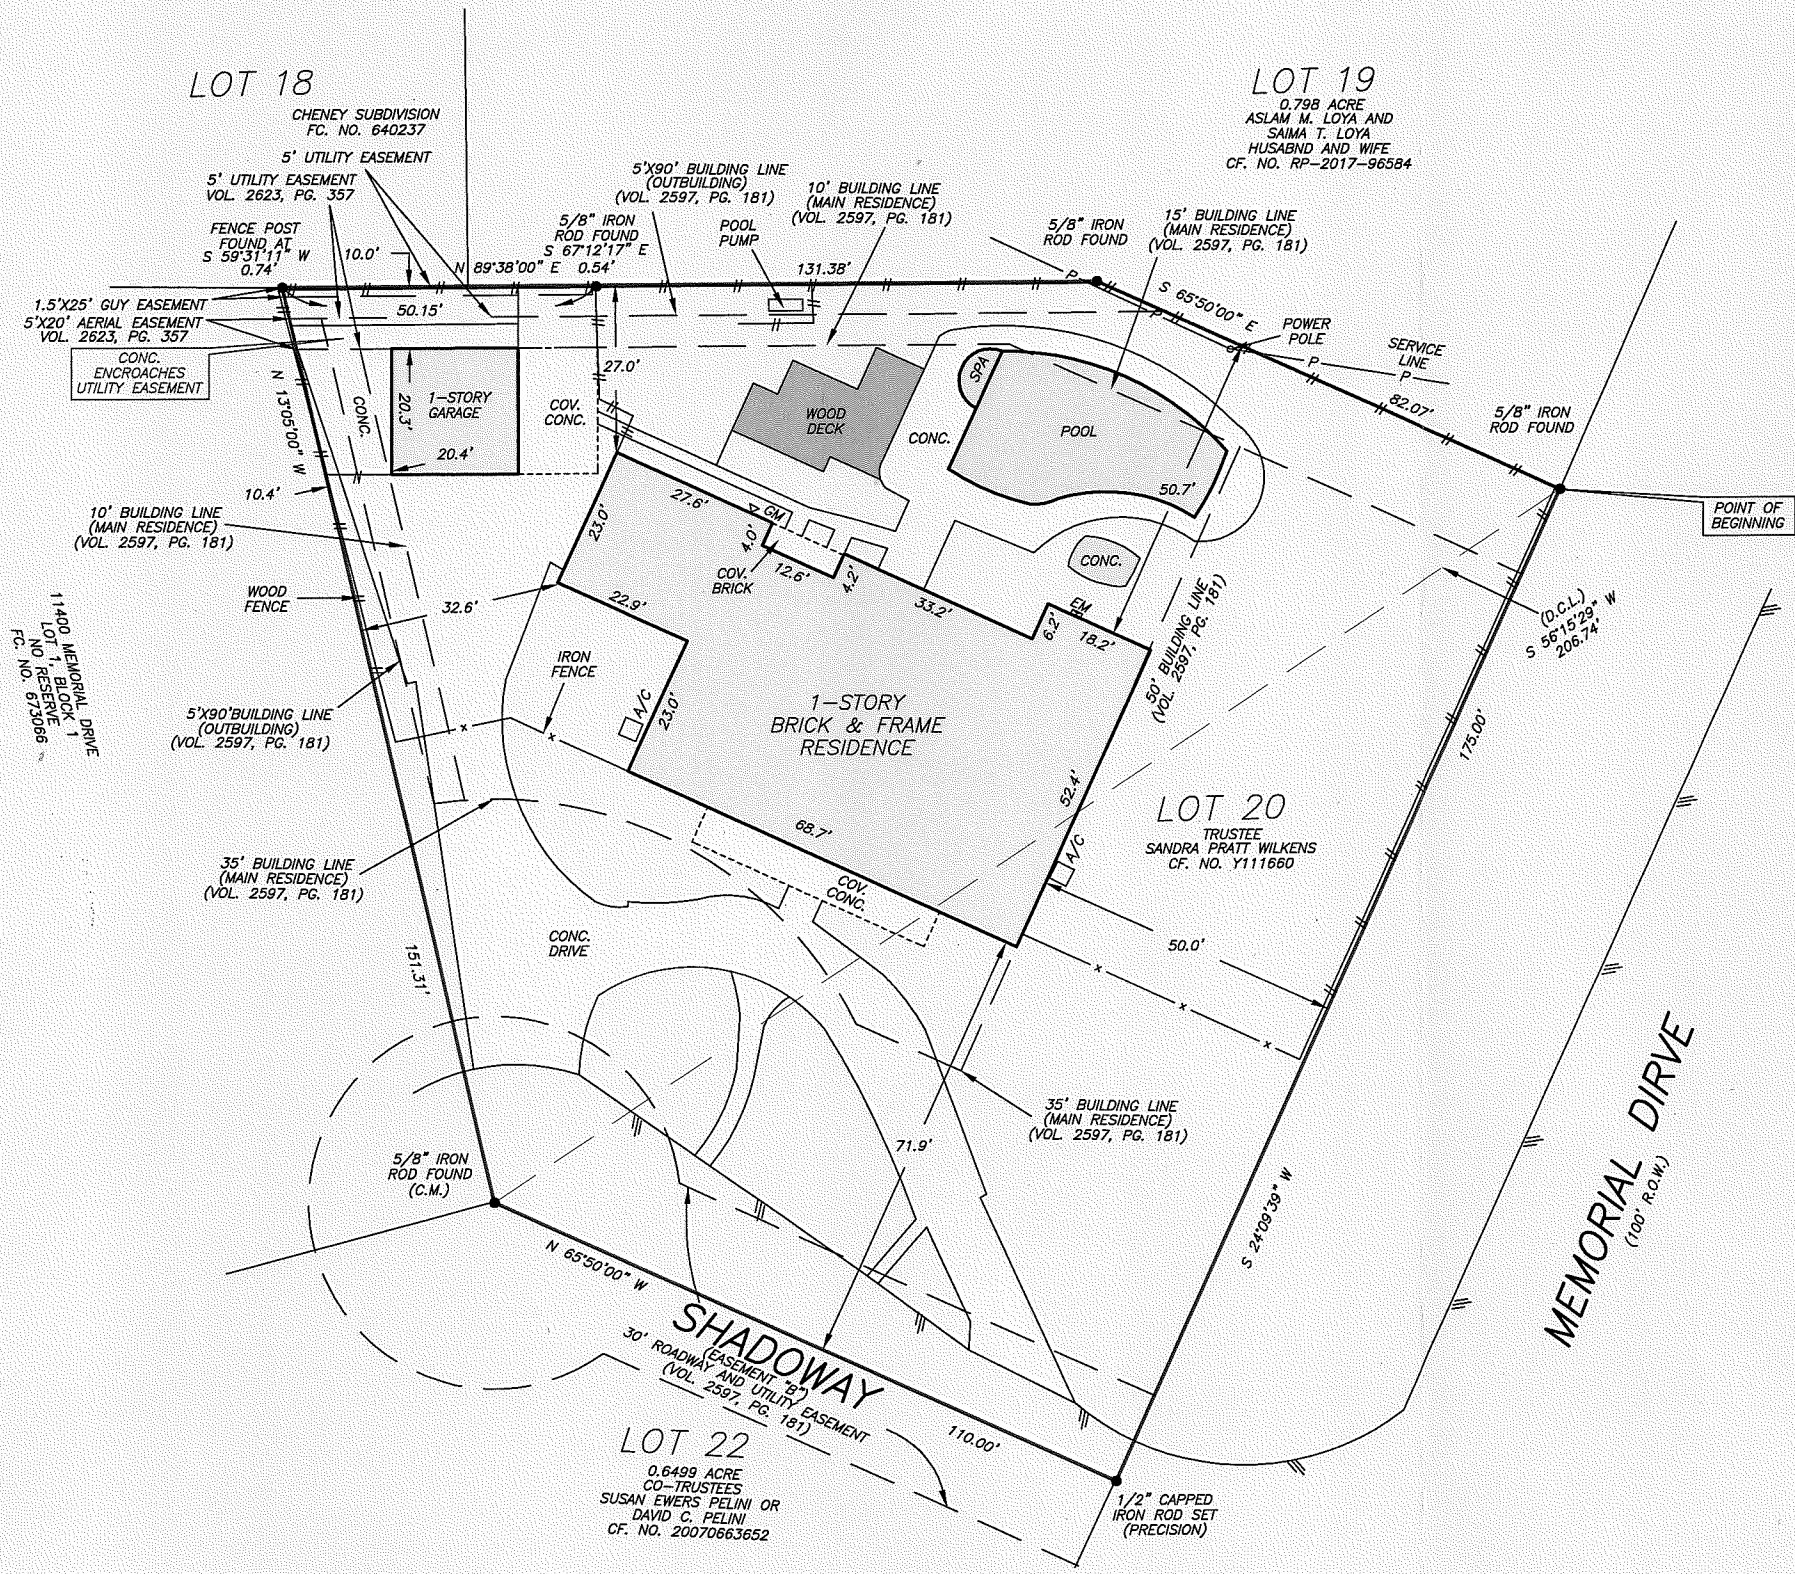 LOT 18
CHENEY SUBDIVISION
FC. NO. 640237
5' UTILITY EASEMENT
5' UTILITY EASEMENT
VOL. 2623, PG. 357
FENCE POST
FOUND AT
S 59°31'11" W
0.74'
10.0'
5/8" IRON
ROD FOUND
S 67°12'17" E
0.54'
N 89°38'00" E
131.38'
50.15'
5'X90' BUILDING LINE
(OUTBUILDING)
(VOL. 2597, PG. 181)
POOL
PUMP
10' BUILDING LINE
(MAIN RESIDENCE)
(VOL. 2597, PG. 181)
LOT 19
0.798 ACRE
ASLAM M. LOYA AND
SAIMA T. LOYA
HUSABND AND WIFE
CF. NO. RP-2017-96584
5/8" IRON
ROD FOUND
15' BUILDING LINE
(MAIN RESIDENCE)
(VOL. 2597, PG. 181)
P
P
S 65°50'00" E
POWER
POLE
SERVICE
LINE
P
P
82.07'
5/8" IRON
ROD FOUND
POINT OF
BEGINNING
1.5'X25' GUY EASEMENT
5'X20' AERIAL EASEMENT
VOL. 2623, PG. 357
CONC.
ENCROACHES
UTILITY EASEMENT
N 13°05'00" W
CONC.
20.3'
1-STORY
GARAGE
20.4'
COV.
CONC.
27.0'
WOOD
DECK
CONC.
SPA
POOL
50.7'
10.4'
10' BUILDING LINE
(MAIN RESIDENCE)
(VOL. 2597, PG. 181)
WOOD
FENCE
32.6'
23.0'
27.6'
GM
4.0'
COV.
BRICK
12.6'
4.2'
33.2'
CONC.
EM
6.2'
18.2'
50' BUILDING LINE
(VOL. 2597,
PG. 181)
(D.C.L.)
S 56°15'29" W
206.74'
22.9'
IRON
FENCE
A/C
23.0'
1-STORY
BRICK & FRAME
RESIDENCE
11400 MEMORIAL DRIVE
LOT 1, BLOCK 1
NO RESERVE
FC. NO. 673066
5'X90'BUILDING LINE
(OUTBUILDING)
(VOL. 2597, PG. 181)
x
x
175.00'
52.4'
LOT 20
TRUSTEE
SANDRA PRATT WILKENS
CF. NO. Y111660
68.7'
A/C
35' BUILDING LINE
(MAIN RESIDENCE)
(VOL. 2597, PG. 181)
COV.
CONC.
CONC.
DRIVE
50.0'
x
x
x
151.31'
35' BUILDING LINE
(MAIN RESIDENCE)
(VOL. 2597, PG. 181)
71.9'
5/8" IRON
ROD FOUND
(C.M.)
S 24°09'39" W
MEMORIAL DIRVE
(100' R.O.W.)
N 65°50'00" W
SHADOWAY
(EASEMENT "B")
30' ROADWAY AND UTILITY EASEMENT
(VOL. 2597, PG. 181)
110.00'
LOT 22
0.6499 ACRE
CO-TRUSTEES
SUSAN EWERS PELINI OR
DAVID C. PELINI
CF. NO. 20070663652
1/2" CAPPED
IRON ROD SET
(PRECISION)